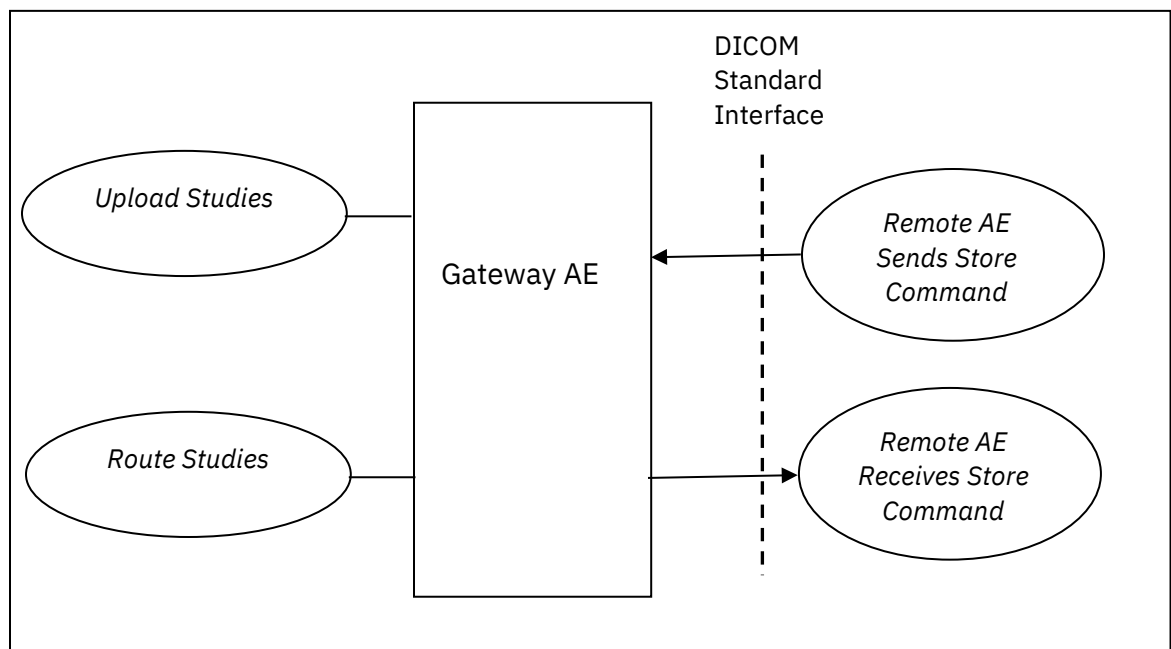 DICOM
Standard
Interface
Upload Studies
Gateway AE
Remote AE
Sends Store
Command
Route Studies
Remote AE
Receives Store
Command